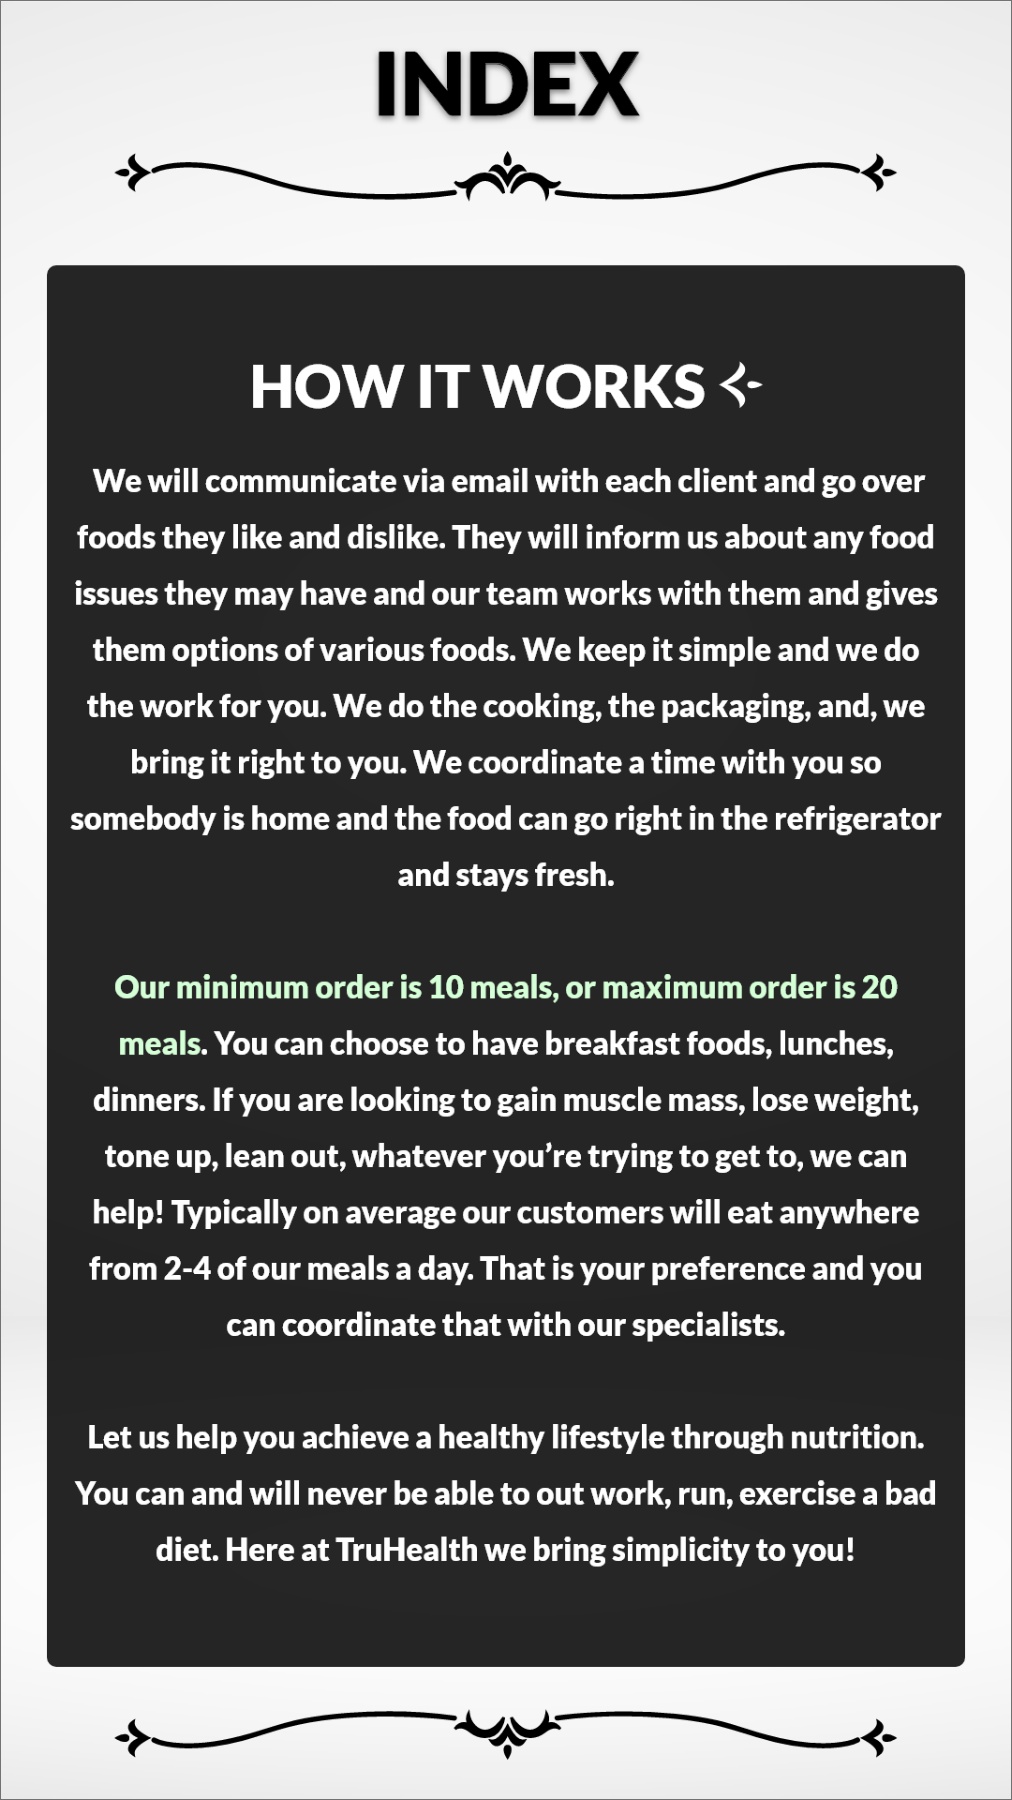 INDEX
HOW IT WORKS
We will communicate via email with each client and go over
foods they like and dislike. They will inform us about any food
issues they may have and our team works with them and gives
them options of various foods. We keep it simple and we do
the work for you. We do the cooking, the packaging, and, we
bring it right to you. We coordinate a time with you so
somebody is home and the food can go right in the refrigerator
and stays fresh.
Our minimum order is 10 meals, or maximum order is 20
meals. You can choose to have breakfast foods, lunches,
dinners. If you are looking to gain muscle mass, lose weight,
tone up, lean out, whatever you’re trying to get to, we can
help! Typically on average our customers will eat anywhere
from 2-4 of our meals a day. That is your preference and you
can coordinate that with our specialists.
Let us help you achieve a healthy lifestyle through nutrition.
You can and will never be able to out work, run, exercise a bad
diet. Here at TruHealth we bring simplicity to you!